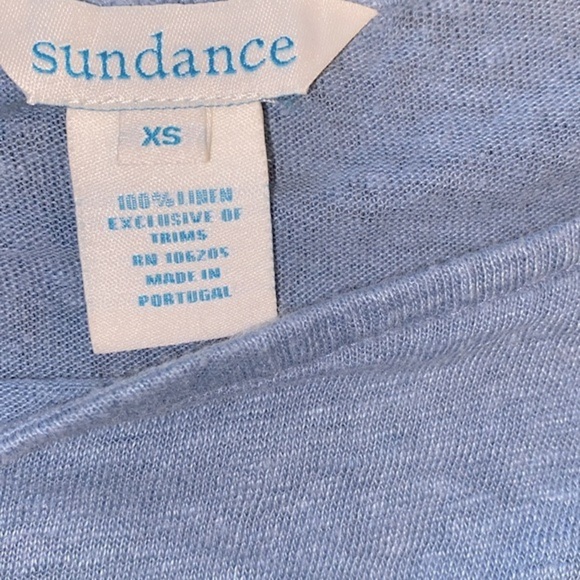 sundance
XS
100% LINEN
EXCLUSIVE OF
TRIMS
RN 106205
MADE IN
PORTUGAL